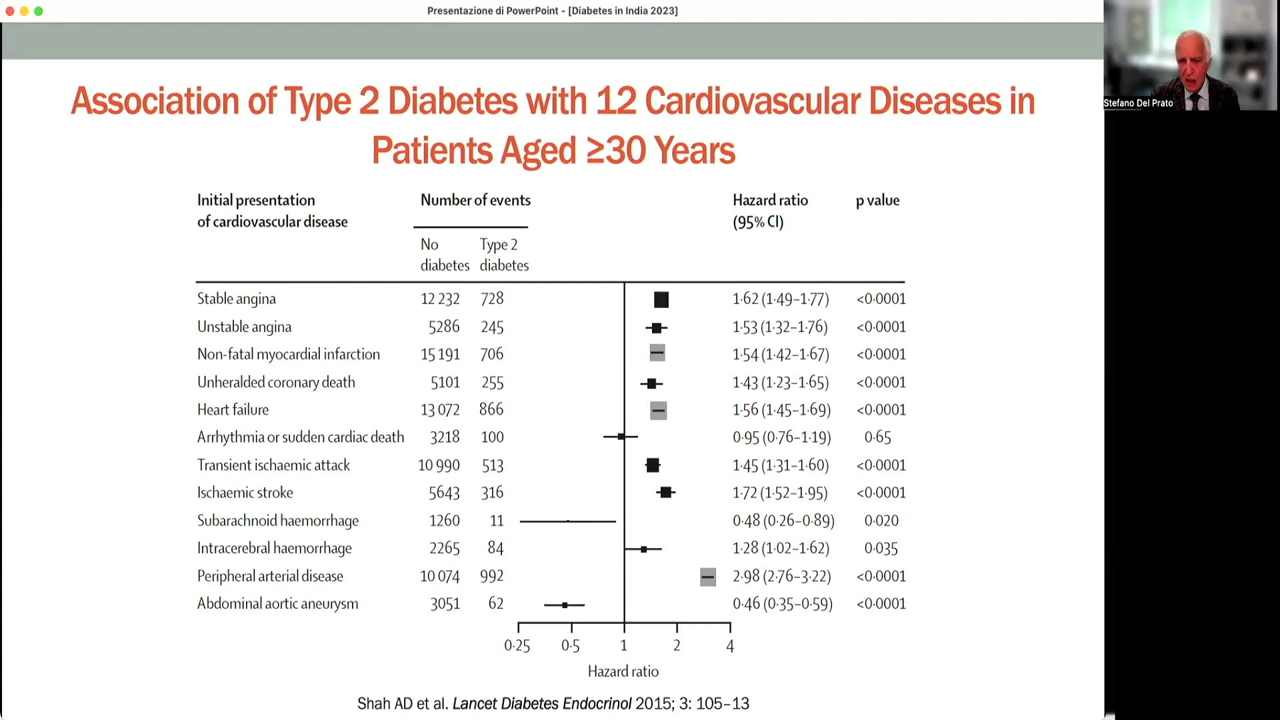 Presentazione di PowerPoint - [Diabetes in India 2023]
Stefano Del Prato
Association of Type 2 Diabetes with 12 Cardiovascular Diseases in
Patients Aged ≥30 Years
Initial presentation
of cardiovascular disease
Number of events
Hazard ratio
(95% CI)
p value
No
diabetes
Type 2
diabetes
Stable angina 12 232 728 1·62 (1·49–1·77) <0·0001
Unstable angina 5286 245 1·53 (1·32–1·76) <0·0001
Non-fatal myocardial infarction 15 191 706 1·54 (1·42–1·67) <0·0001
Unheralded coronary death 5101 255 1·43 (1·23–1·65) <0·0001
Heart failure 13 072 866 1·56 (1·45–1·69) <0·0001
Arrhythmia or sudden cardiac death 3218 100 0·95 (0·76–1·19) 0·65
Transient ischaemic attack 10 990 513 1·45 (1·31–1·60) <0·0001
Ischaemic stroke 5643 316 1·72 (1·52–1·95) <0·0001
Subarachnoid haemorrhage 1260 11 0·48 (0·26–0·89) 0·020
Intracerebral haemorrhage 2265 84 1·28 (1·02–1·62) 0·035
Peripheral arterial disease 10 074 992 2·98 (2·76–3·22) <0·0001
Abdominal aortic aneurysm 3051 62 0·46 (0·35–0·59) <0·0001
0·25 0·5 1 2 4
Hazard ratio
Shah AD et al. Lancet Diabetes Endocrinol 2015; 3: 105–13